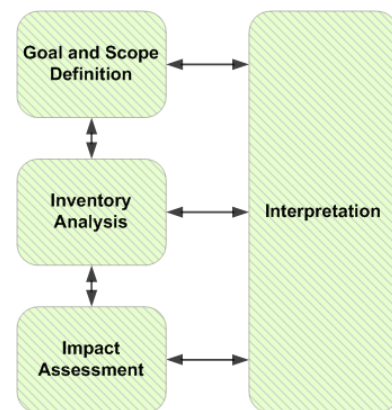 Goal and Scope
Definition
Inventory
Analysis
Interpretation
Impact
Assessment